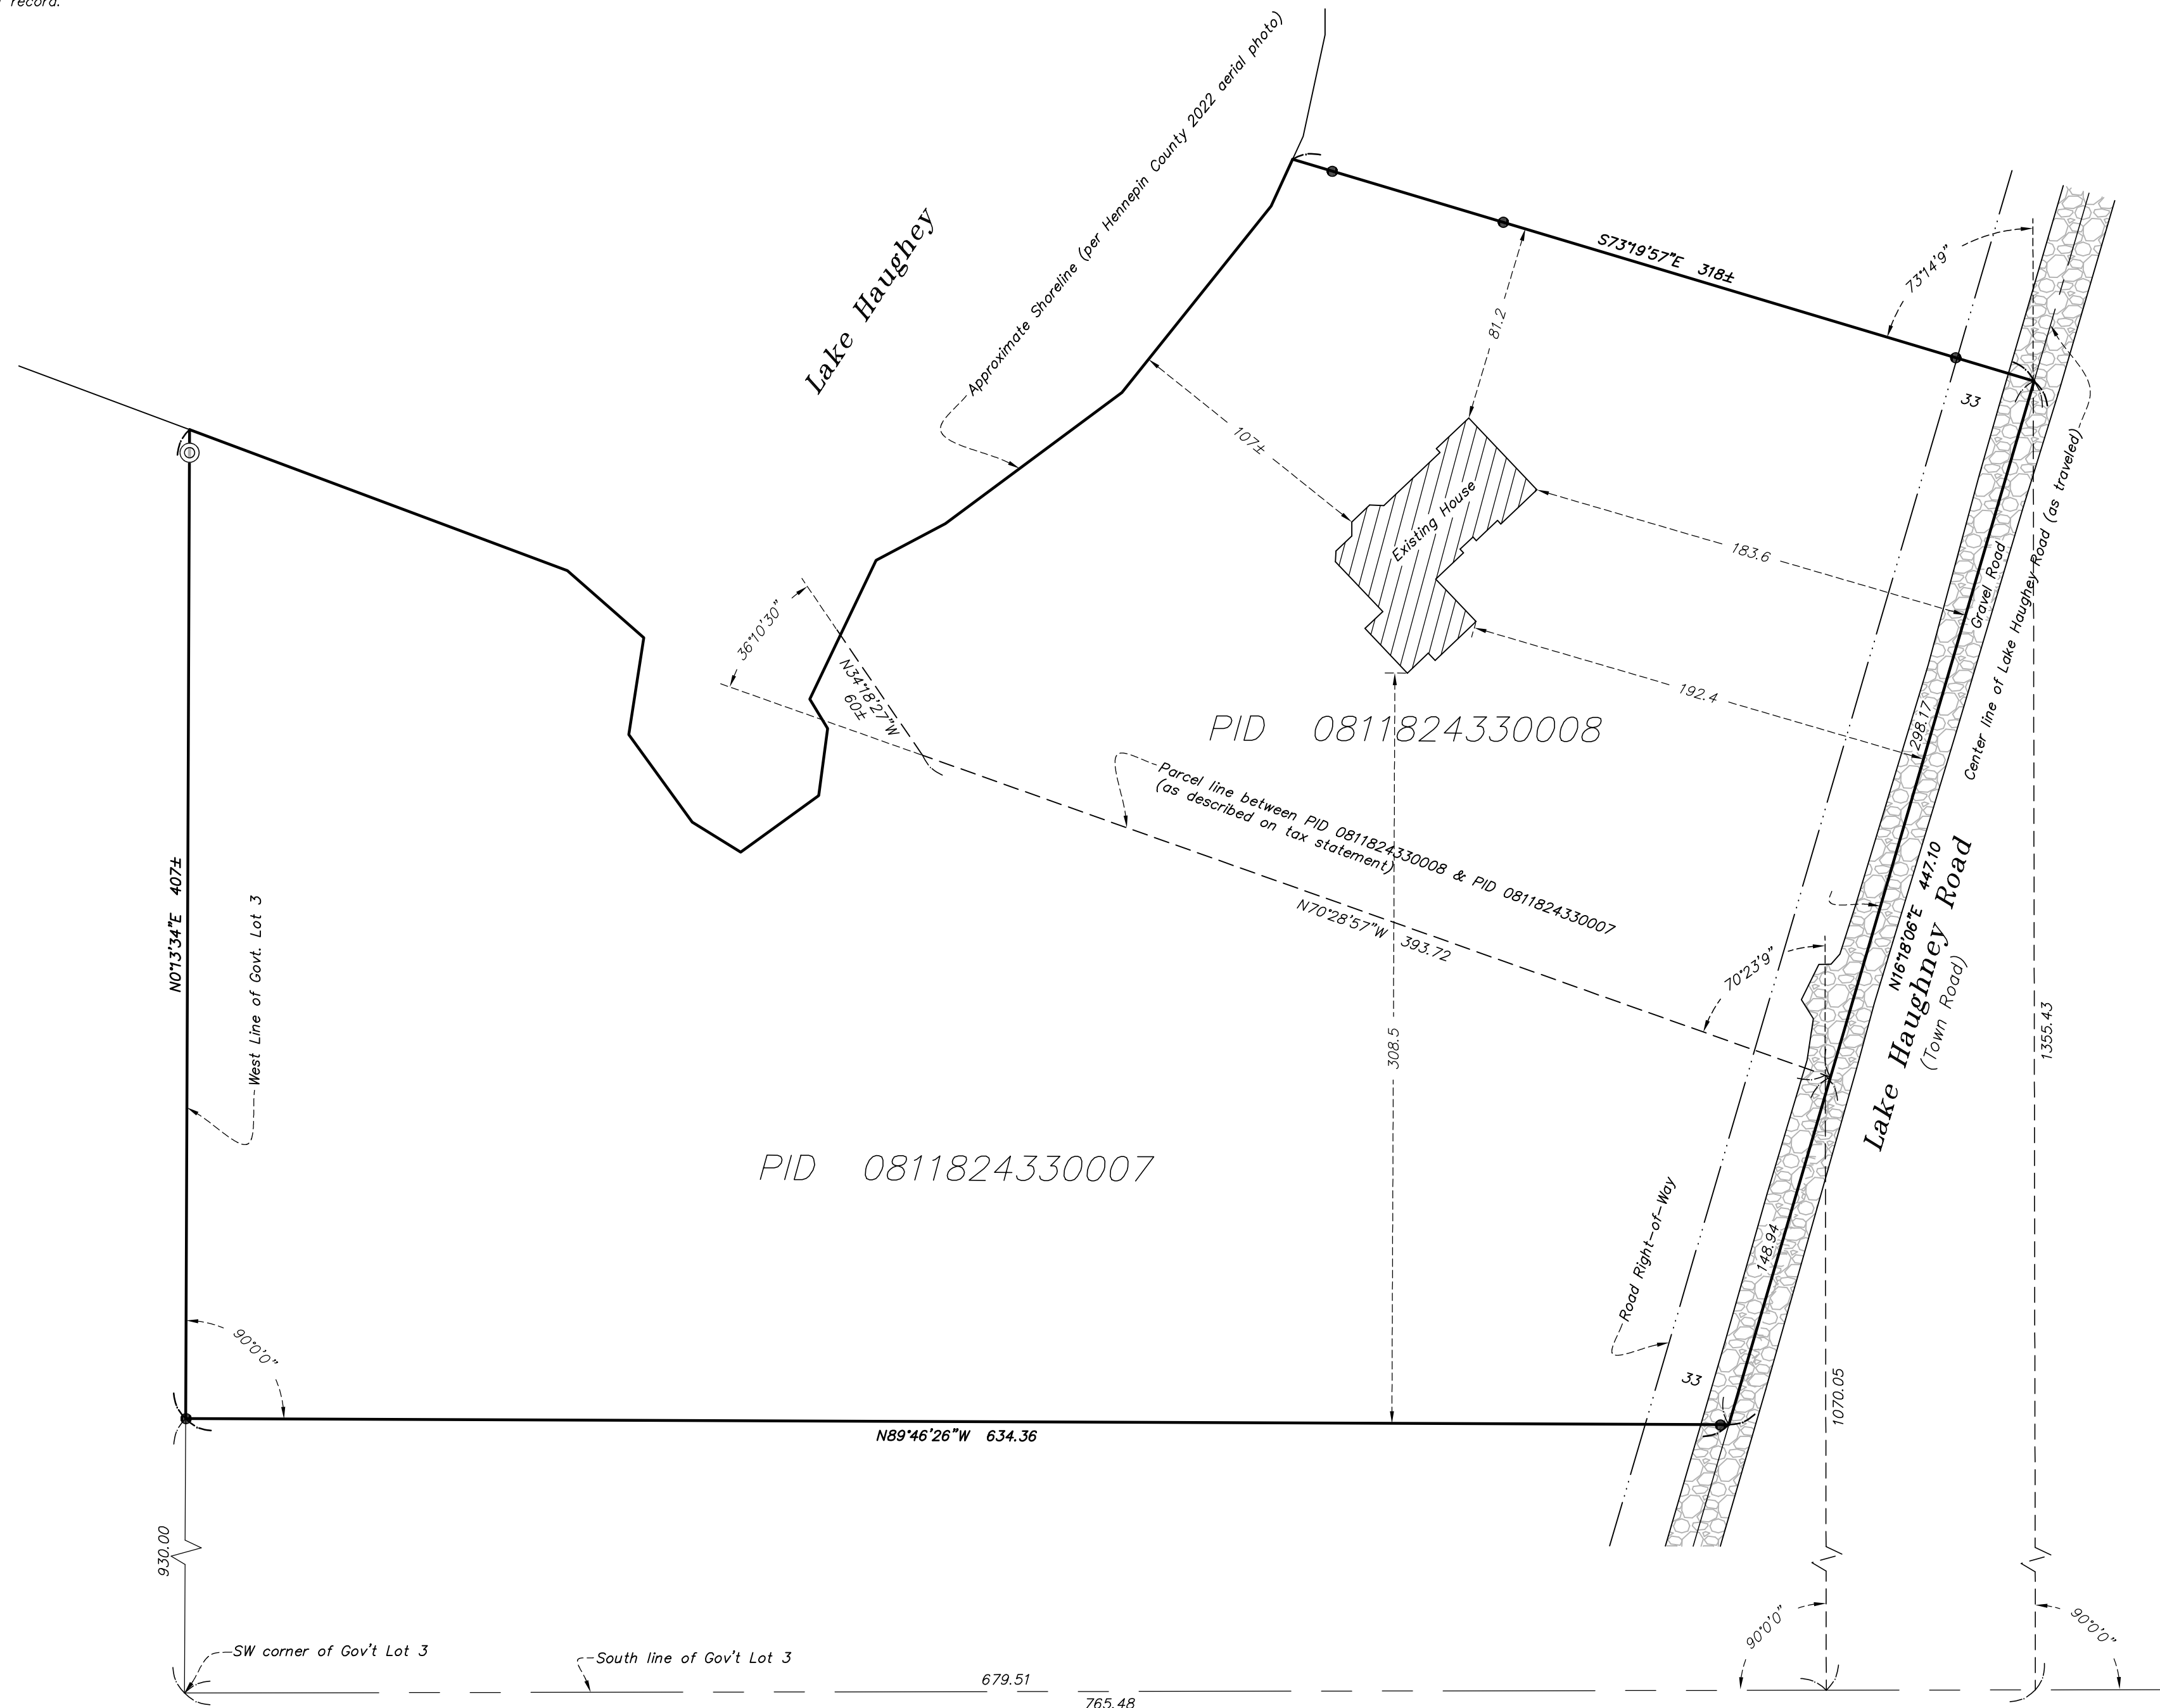 record.
Approximate Shoreline (per Hennepin County 2022 aerial photo)
Lake Haughey
S73°19'57"E 318±
73°14'9"
81.2
33
107±
Existing House
183.6
Gravel Road
Center line of Lake Haughey Road (as traveled)
36°10'30"
N34°18'27"W
60±
192.4
298.17
PID 0811824330008
Parcel line between PID 0811824330008 & PID 0811824330007
(as described on tax statement)
N70°28'57"W 393.72
70°23'9"
N16°18'06"E 447.10
Lake Haughney Road
(Town Road)
N0°13'34"E 407±
West Line of Govt. Lot 3
308.5
1355.43
PID 0811824330007
148.94
Road Right-of-Way
90°0'0"
33
1070.05
N89°46'26"W 634.36
930.00
SW corner of Gov't Lot 3
South line of Gov't Lot 3
90°0'0"
90°0'0"
679.51
765.48